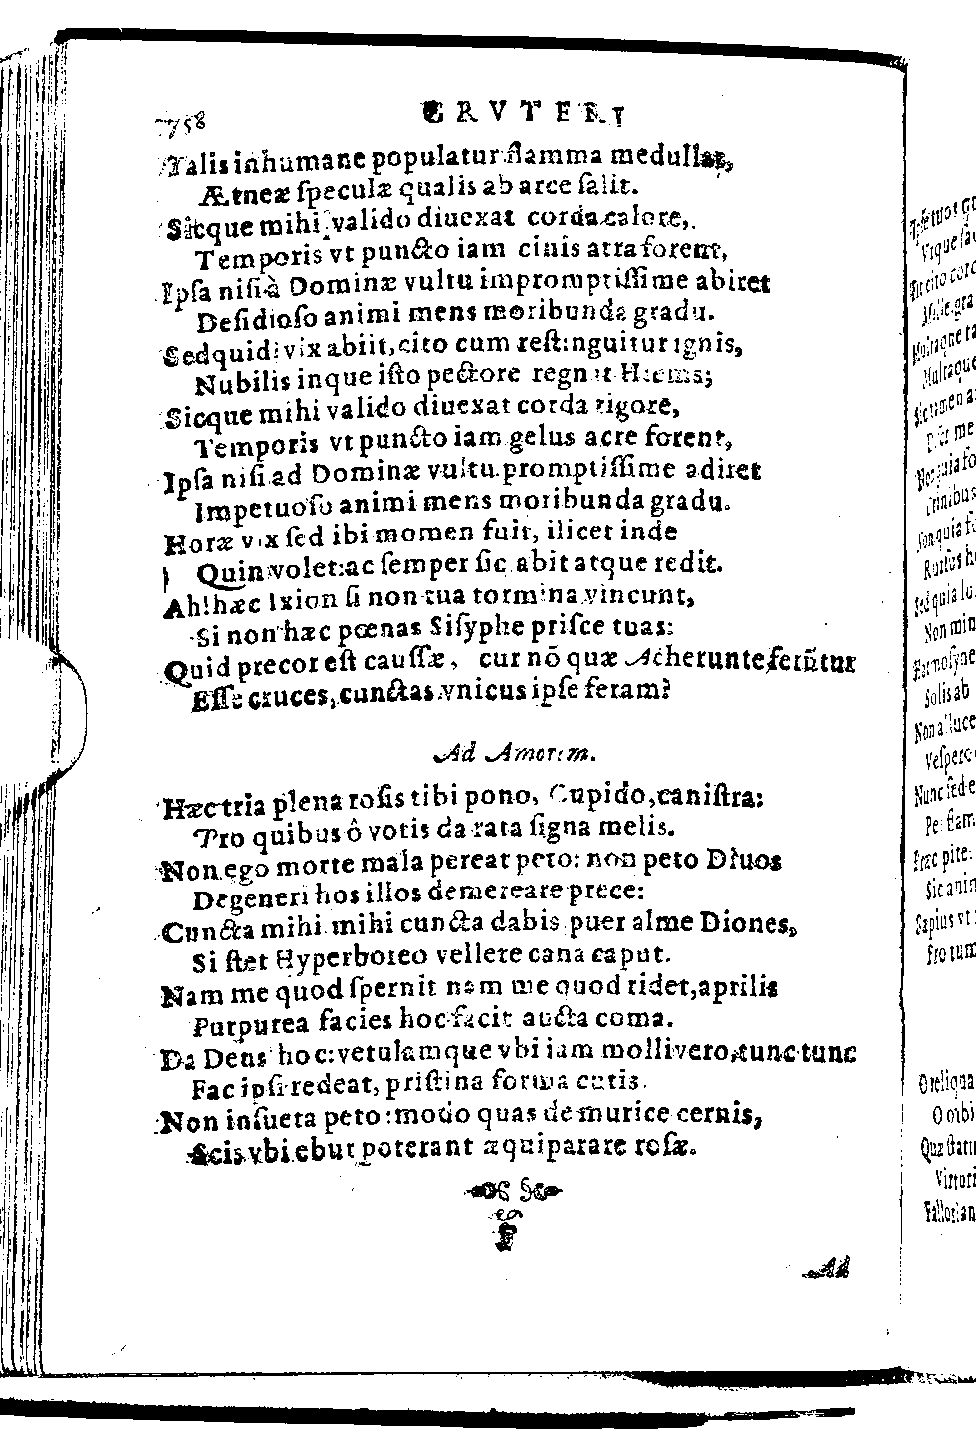 758 GRVTERI
Talis inhumane populatur flamma medullas,
Ætneæ ſpeculæ qualis ab arce ſalit.
Sicque mihi valido diuexat corda calore,
Temporis vt puncto iam cinis atra forent,
Ipſa niſi à Dominæ vultu impromptiſſime abiret
Deſidioſo animi mens moribunda gradu.
Sed quid? vix abiit, cito cum reſtinguitur ignis,
Nubilis inque iſto pectore regnat Hiems;
Sicque mihi valido diuexat corda rigore,
Temporis vt puncto iam gelus acre forent,
Ipſa niſi ad Dominæ vultu promptiſſime adiret
Impetuoſo animi mens moribunda gradu.
Horæ vix ſed ibi momen fuit, ilicet inde
Quin volet: ac ſemper ſic abit atque redit.
Ah! hæc Ixion ſi non tua tormina vincunt,
Si non hæc pœnas Siſyphe priſce tuas:
Quid precor eſt cauſſæ, cur nõ quæ Acherunte ferũtur
Eſſe cruces, cunctas vnicus ipſe feram?
Ad Amorem.
Hæc tria plena roſis tibi pono, Cupido, caniſtra:
Pro quibus ô votis da rata ſigna meis.
Non ego morte mala pereat peto: non peto Diuos
Degeneri hos illos demereare prece:
Cuncta mihi mihi cuncta dabis puer alme Diones,
Si ſtet Hyperboreo vellere cana caput.
Nam me quod ſpernit nam me quod ridet, aprilis
Purpurea facies hoc facit aucta coma.
Da Deus hoc: vetulamque vbi iam mollivero, tunc tunc
Fac ipſi redeat, priſtina forma cutis.
Non inſueta peto: modo quas de murice cernis,
Scis vbi ebur poterant æquiparare roſæ.
Ad